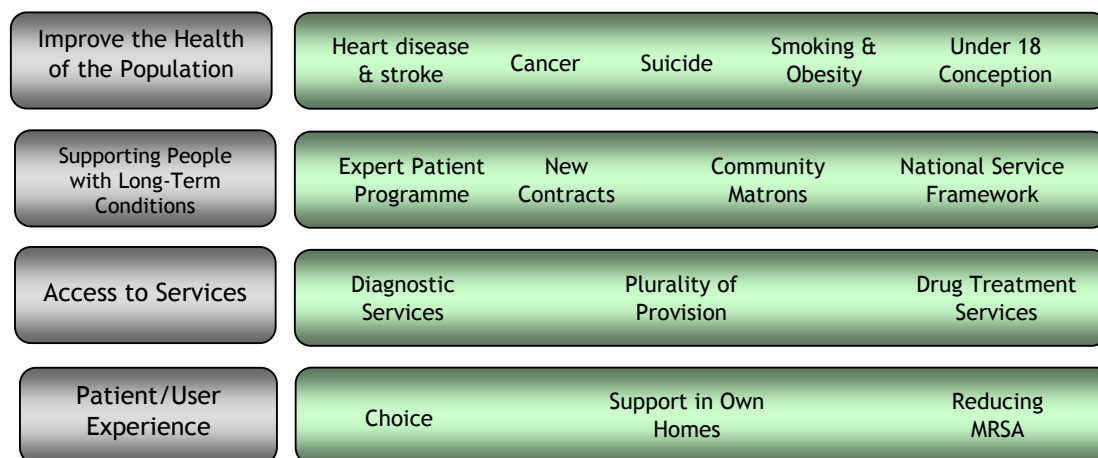 Improve the Health
of the Population
Heart disease
& stroke
Cancer
Suicide
Smoking &
Obesity
Under 18
Conception
Supporting People
with Long-Term
Conditions
Expert Patient
Programme
New
Contracts
Community
Matrons
National Service
Framework
Access to Services
Diagnostic
Services
Plurality of
Provision
Drug Treatment
Services
Patient/User
Experience
Choice
Support in Own
Homes
Reducing
MRSA